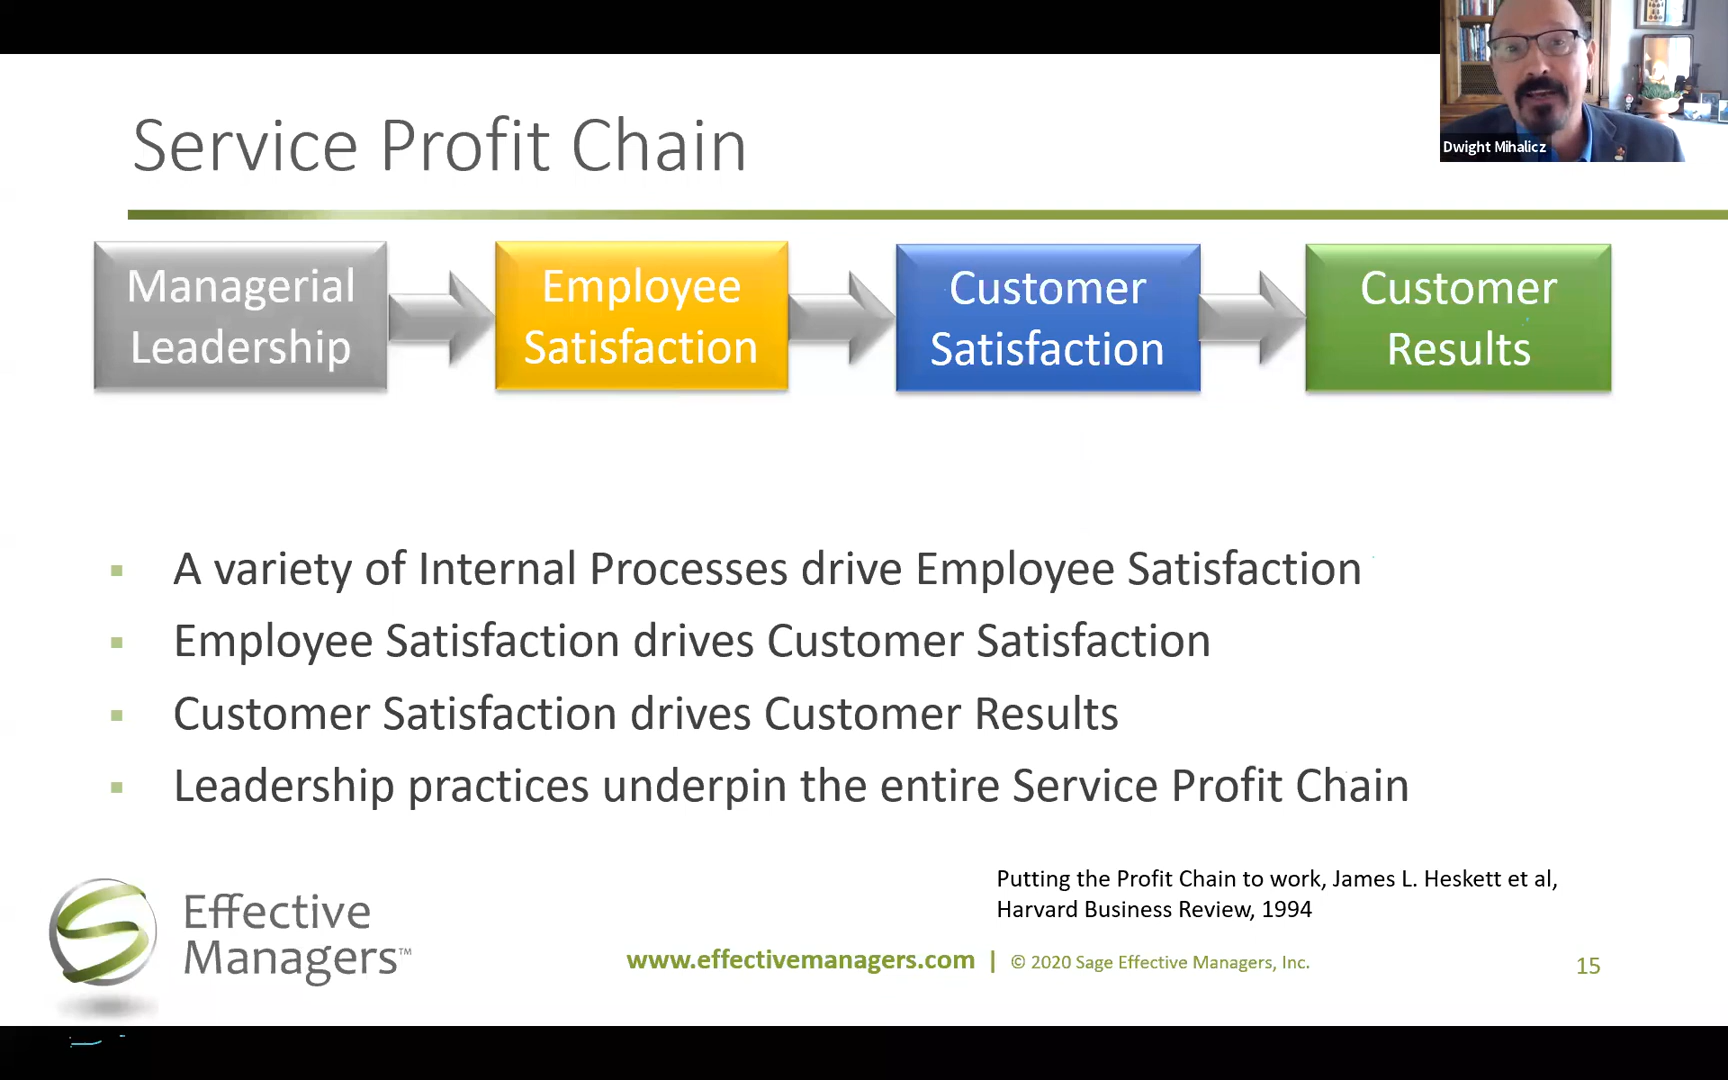 Service Profit Chain
Dwight Mihalicz
Managerial
Leadership
Employee
Satisfaction
Customer
Satisfaction
Customer
Results
A variety of Internal Processes drive Employee Satisfaction
Employee Satisfaction drives Customer Satisfaction
Customer Satisfaction drives Customer Results
Leadership practices underpin the entire Service Profit Chain
Putting the Profit Chain to work, James L. Heskett et al,
Harvard Business Review, 1994
Effective
Managers™
www.effectivemanagers.com | © 2020 Sage Effective Managers, Inc.
15